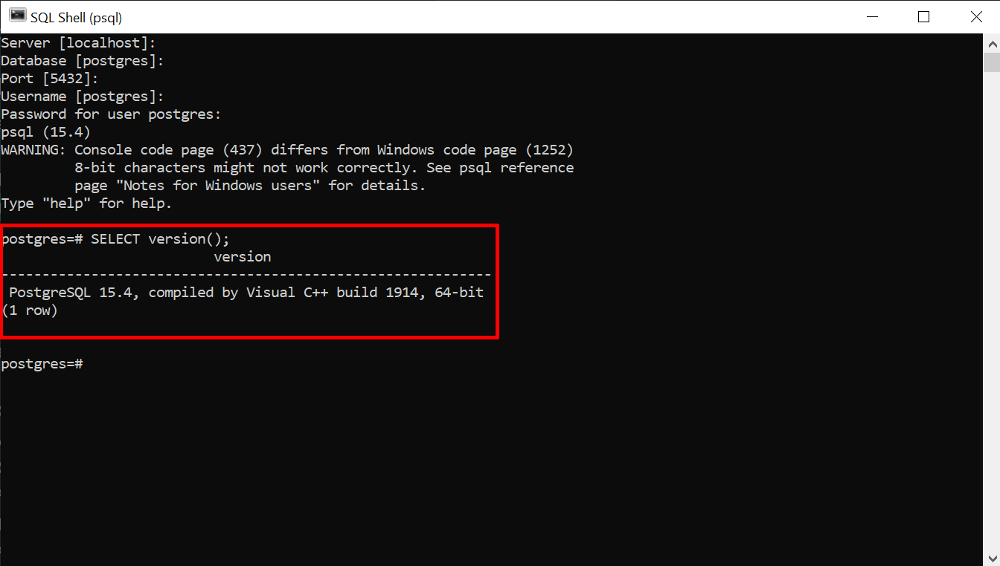 SQL Shell (psql)
Server [localhost]:
Database [postgres]:
Port [5432]:
Username [postgres]:
Password for user postgres:
psql (15.4)
WARNING: Console code page (437) differs from Windows code page (1252)
         8-bit characters might not work correctly. See psql reference
         page "Notes for Windows users" for details.
Type "help" for help.
postgres=# SELECT version();
                          version
------------------------------------------------------------
 PostgreSQL 15.4, compiled by Visual C++ build 1914, 64-bit
(1 row)
postgres=#